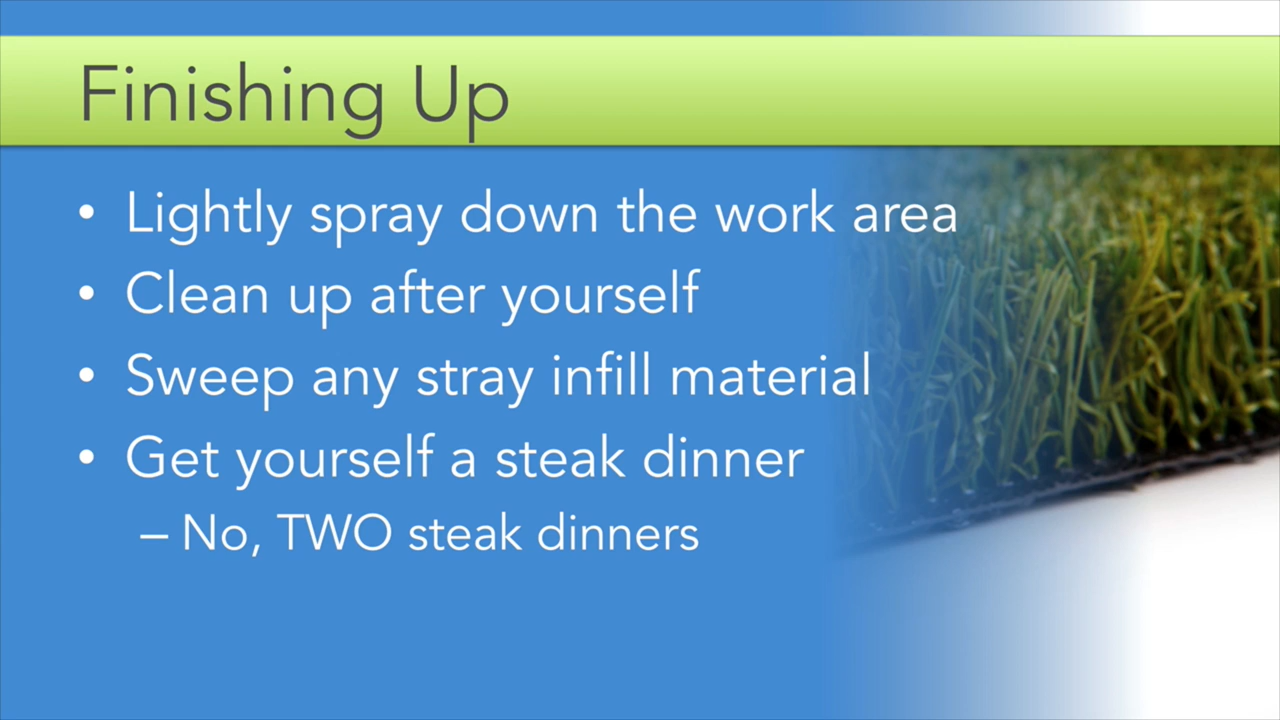 Finishing Up
• Lightly spray down the work area
• Clean up after yourself
• Sweep any stray infill material
• Get yourself a steak dinner
– No, TWO steak dinners